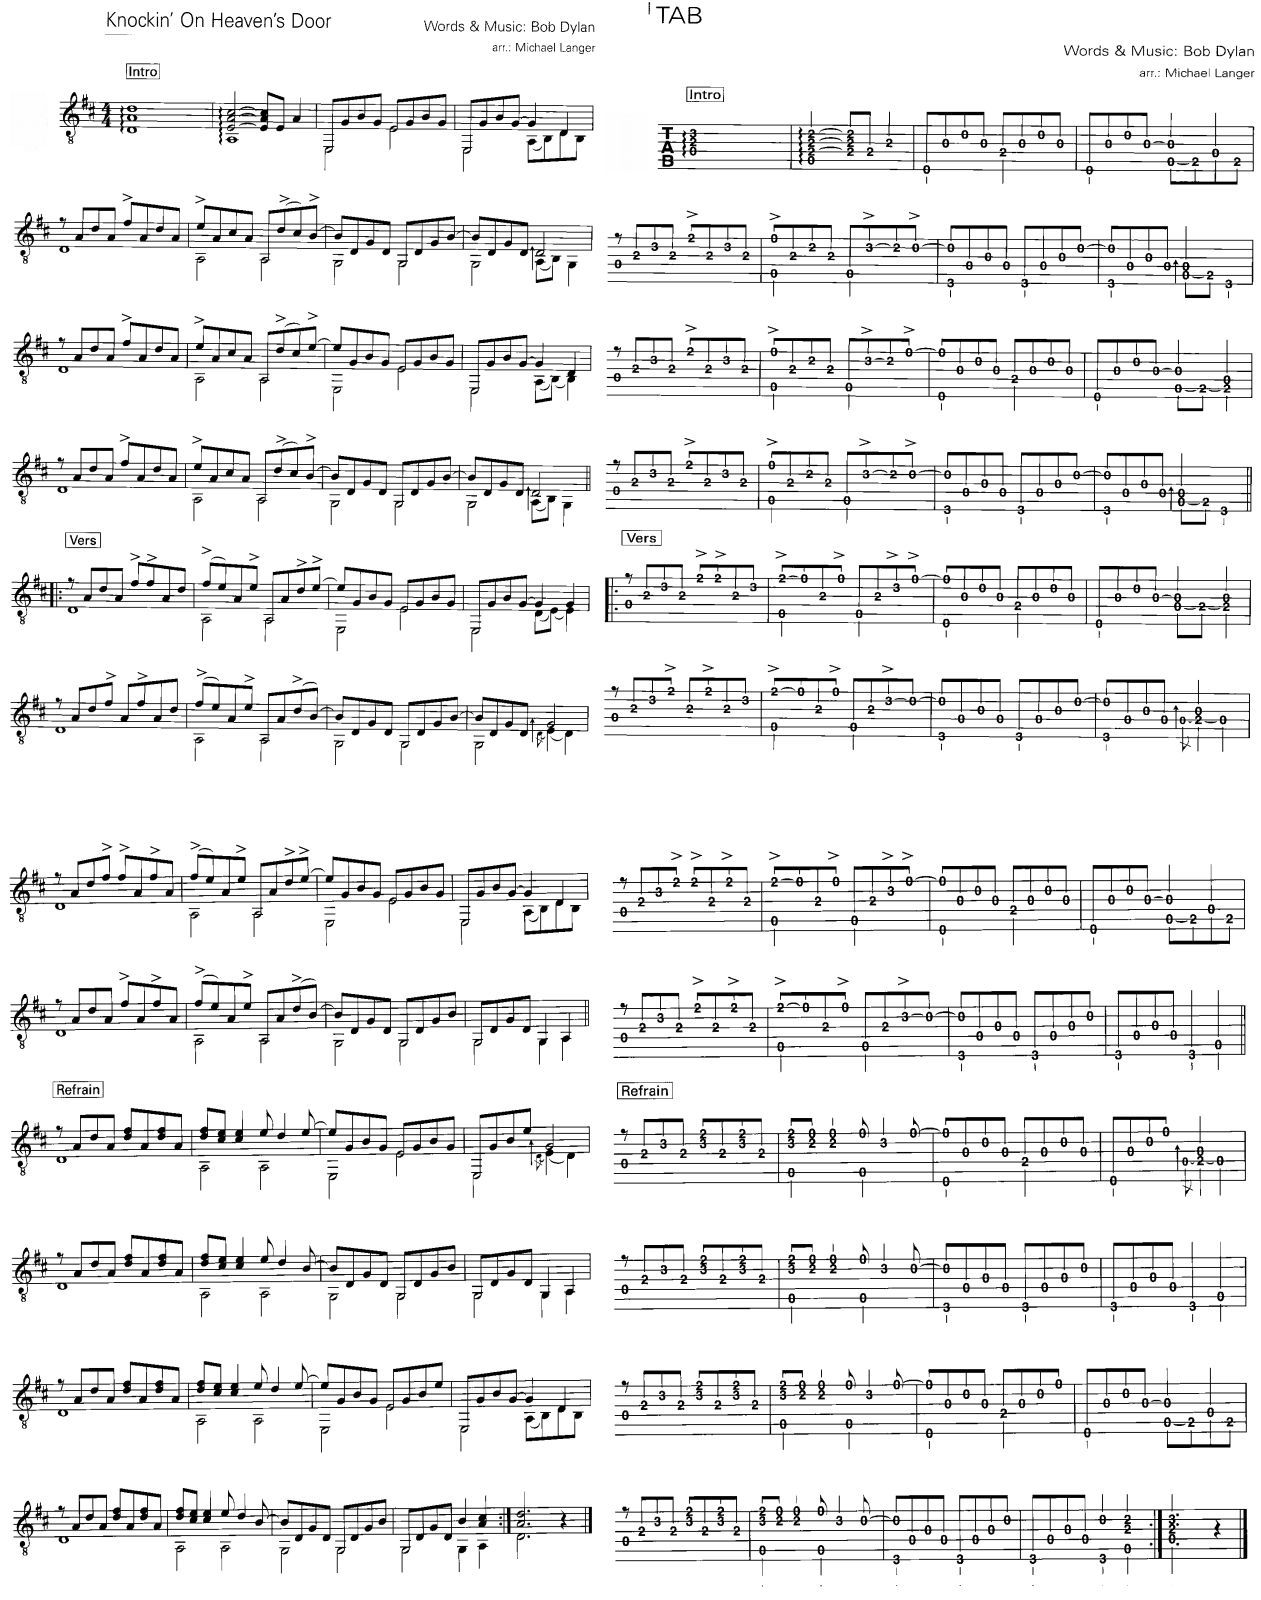 Knockin' On Heaven's Door
Words & Music: Bob Dylan
arr.: Michael Langer
Intro
Vers
Refrain
TAB
Words & Music: Bob Dylan
arr.: Michael Langer
Intro
TAB
Vers
Refrain